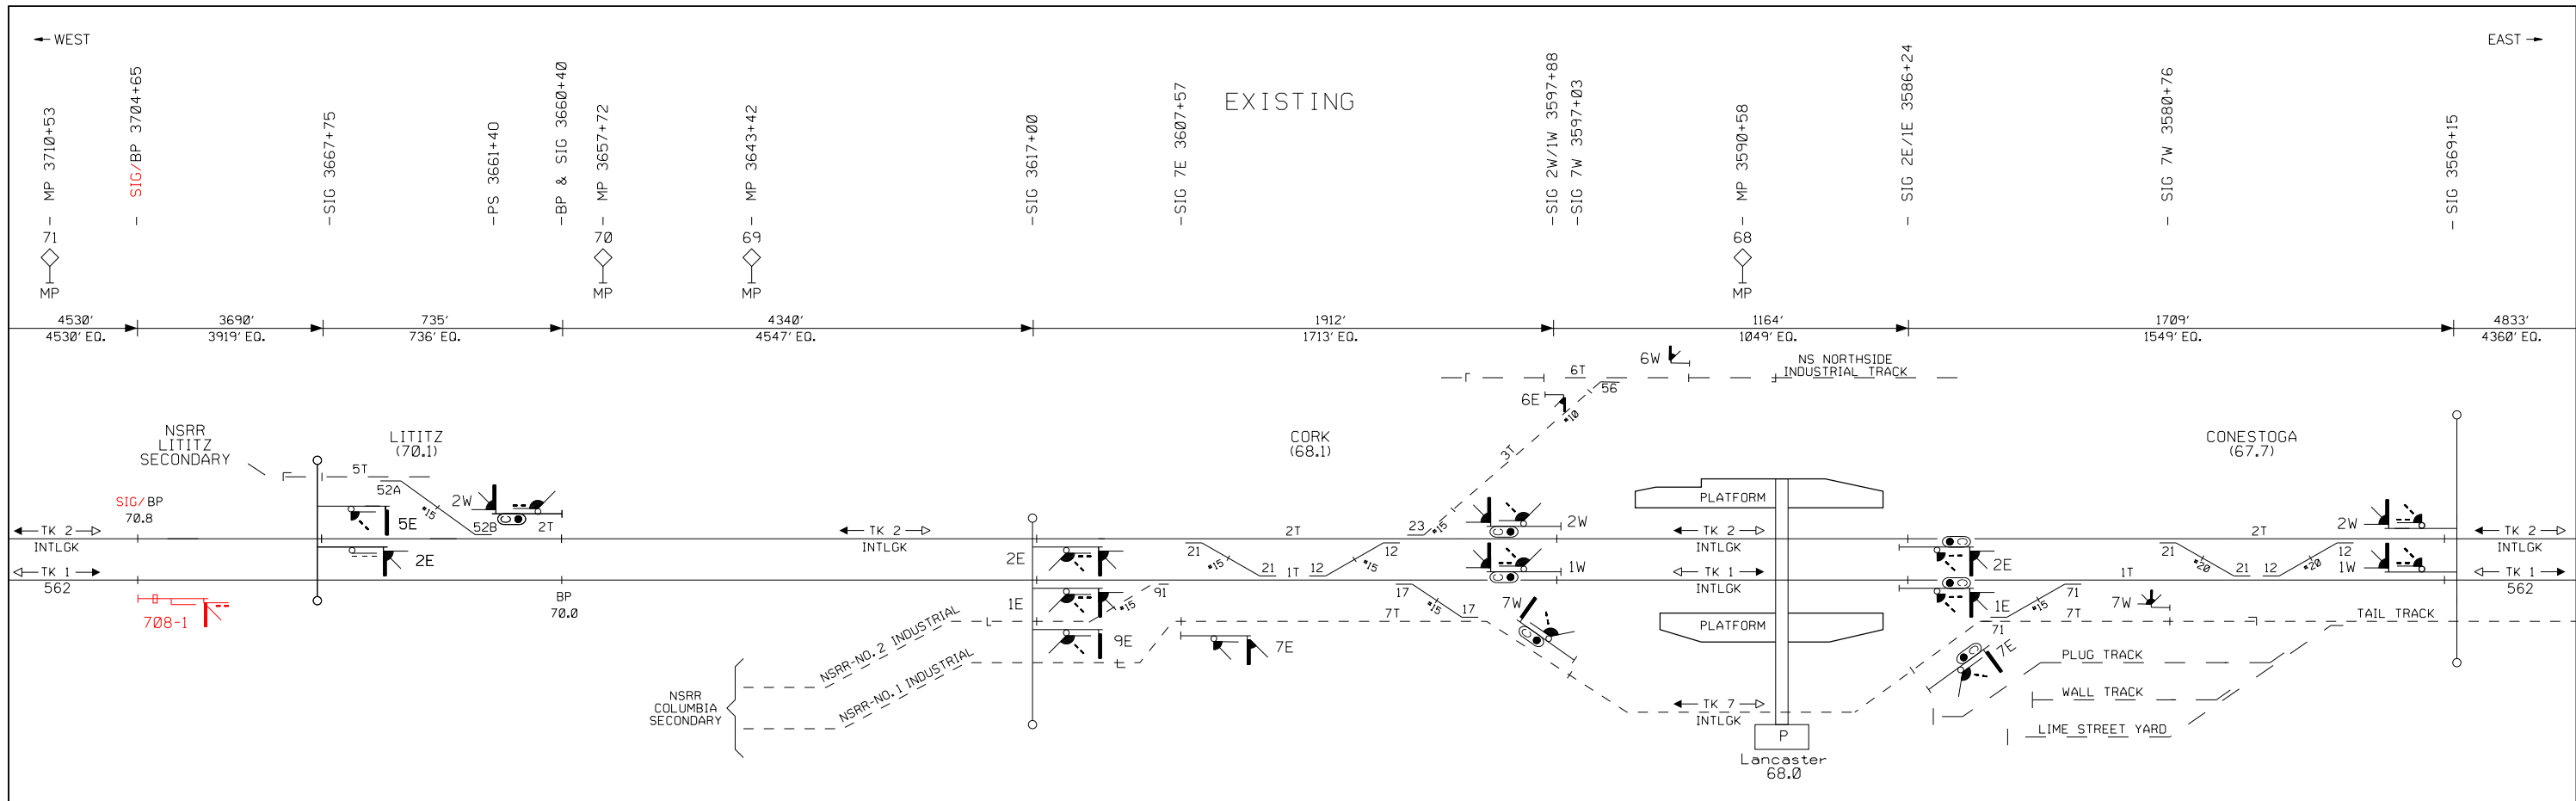 ← WEST
EXISTING
EAST →
MP 3710+53
SIG/BP 3704+65
SIG 3667+75
PS 3661+40
BP & SIG 3660+40
MP 3657+72
MP 3643+42
SIG 3617+00
SIG 7E 3607+57
SIG 2W/1W 3597+88
SIG 7W 3597+03
MP 3590+58
SIG 2E/1E 3586+24
SIG 7W 3580+76
SIG 3569+15
71
MP
70
MP
69
MP
68
MP
4530'
4530' EQ.
3690'
3919' EQ.
735'
736' EQ.
4340'
4547' EQ.
1912'
1713' EQ.
1164'
1049' EQ.
1709'
1549' EQ.
4833'
4360' EQ.
NSRR
LITITZ
SECONDARY
LITITZ
(70.1)
SIG/BP
70.8
5T
52A
#15
52B
2W
2T
5E
2E
TK 2
INTLGK
TK 1
562
708-1
BP
70.0
TK 2
INTLGK
NSRR
COLUMBIA
SECONDARY
NSRR-NO.2 INDUSTRIAL
NSRR-NO.1 INDUSTRIAL
CORK
(68.1)
2E
1E
9E
#15
91
7E
21
#15
21
1T
12
#15
12
2T
23
#15
3T
#10
56
6T
6E
6W
NS NORTHSIDE
INDUSTRIAL TRACK
17
#15
17
7T
2W
1W
7W
PLATFORM
TK 2
INTLGK
TK 1
INTLGK
PLATFORM
TK 7
INTLGK
P
Lancaster
68.0
CONESTOGA
(67.7)
2E
1E
7E
71
#15
71
7T
1T
2T
21
#20
21
12
#20
12
7W
2W
1W
TK 2
INTLGK
TK 1
562
TAIL TRACK
PLUG TRACK
WALL TRACK
LIME STREET YARD